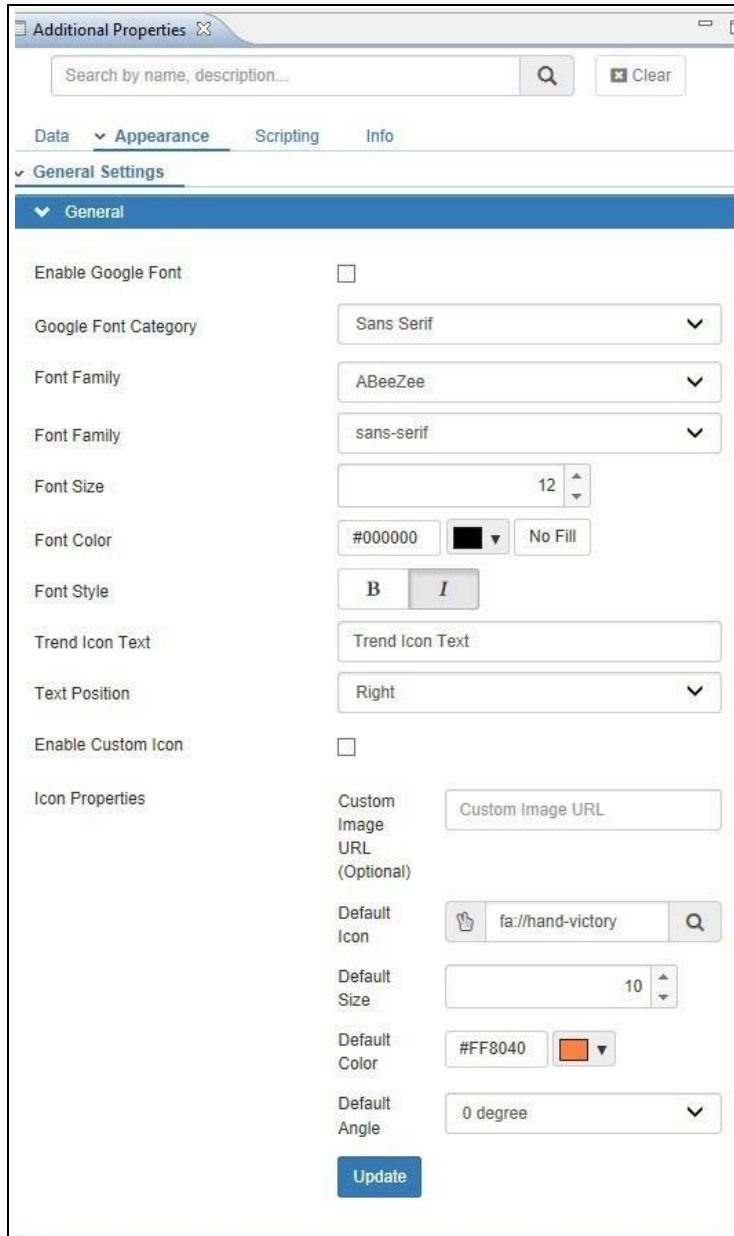 Additional Properties
Search by name, description...
Clear
Data Appearance Scripting Info
General Settings
General
Enable Google Font
Google Font Category Sans Serif
Font Family ABeeZee
Font Family sans-serif
Font Size 12
Font Color #000000 No Fill
Font Style B I
Trend Icon Text Trend Icon Text
Text Position Right
Enable Custom Icon
Icon Properties
Custom
Image
URL
(Optional)
Custom Image URL
Default
Icon
fa://hand-victory
Default
Size
10
Default
Color
#FF8040
Default
Angle
0 degree
Update